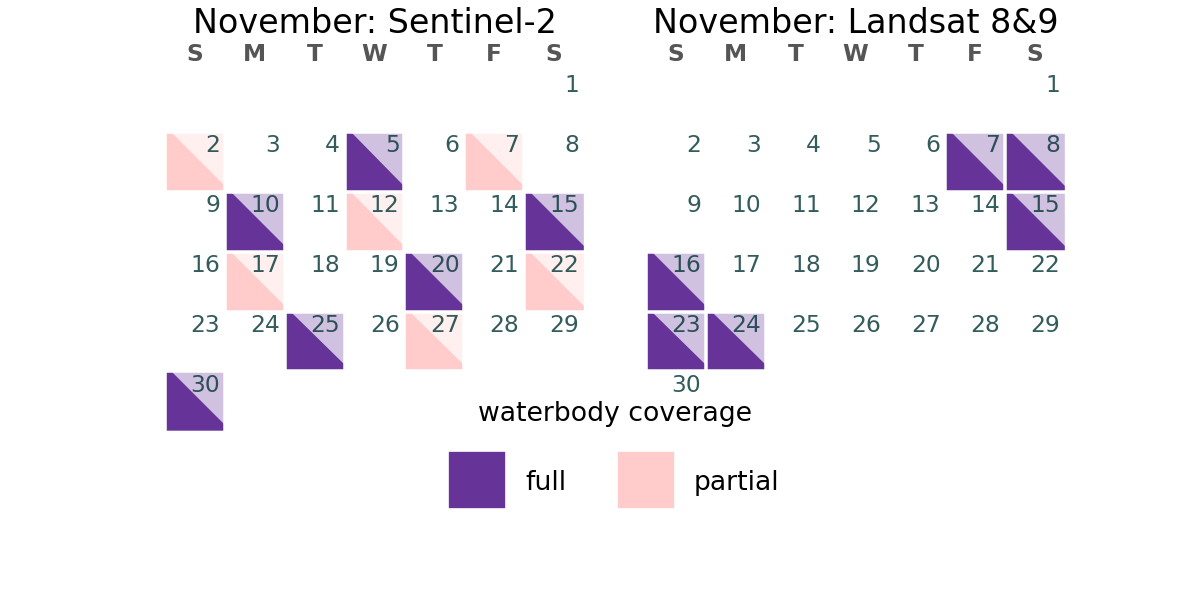 November: Sentinel-2
S M T W T F S
1
2 3 4 5 6 7 8
9 10 11 12 13 14 15
16 17 18 19 20 21 22
23 24 25 26 27 28 29
30
November: Landsat 8&9
S M T W T F S
1
2 3 4 5 6 7 8
9 10 11 12 13 14 15
16 17 18 19 20 21 22
23 24 25 26 27 28 29
30
waterbody coverage
full
partial